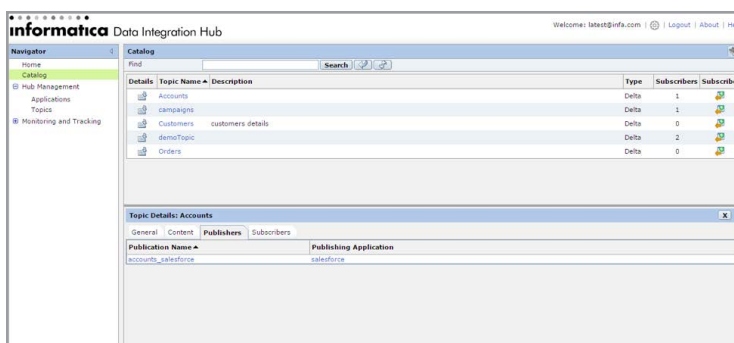 informatica Data Integration Hub
Welcome: latest@infa.com | Logout | About | He
Navigator
Home
Catalog
Hub Management
Applications
Topics
Monitoring and Tracking
Catalog
Find Search
Details Topic Name Description Type Subscribers Subscribe
Accounts Delta 1
campaigns Delta 1
Customers customers details Delta 0
demoTopic Delta 2
Orders Delta 0
Topic Details: Accounts X
General Content Publishers Subscribers
Publication Name Publishing Application
accounts_salesforce salesforce